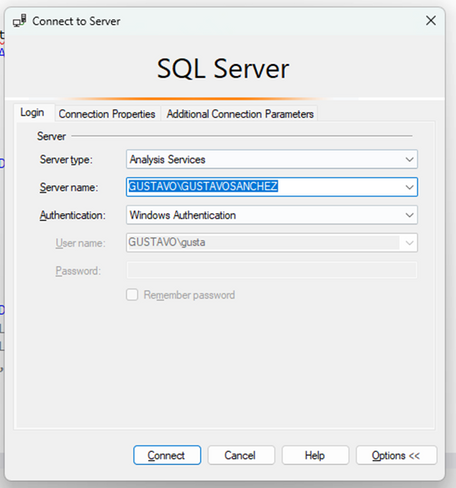 Connect to Server
SQL Server
Login Connection Properties Additional Connection Parameters
Server
Server type: Analysis Services
Server name: GUSTAVO\GUSTAVOSANCHEZ
Authentication: Windows Authentication
User name: GUSTAVO\gusta
Password:
Remember password
Connect Cancel Help Options <<